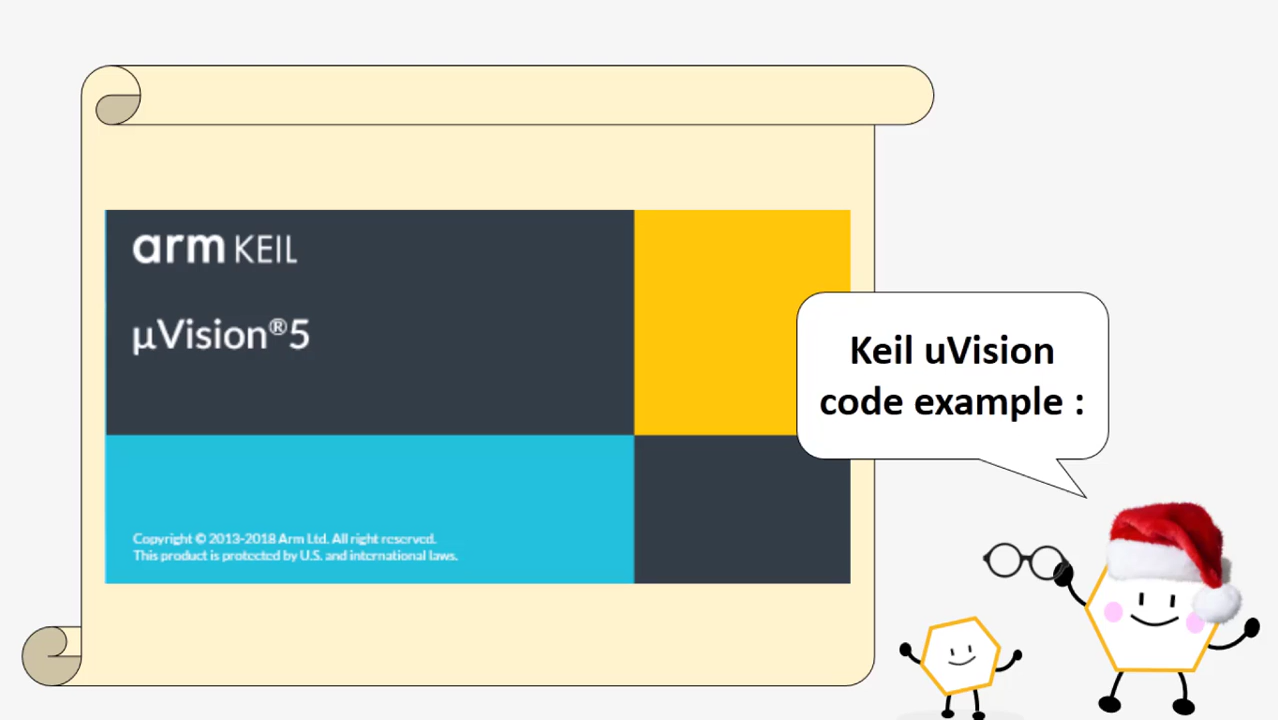 arm KEIL
µVision®5
Keil uVision
code example :
Copyright © 2013-2018 Arm Ltd. All right reserved.
This product is protected by U.S. and international laws.